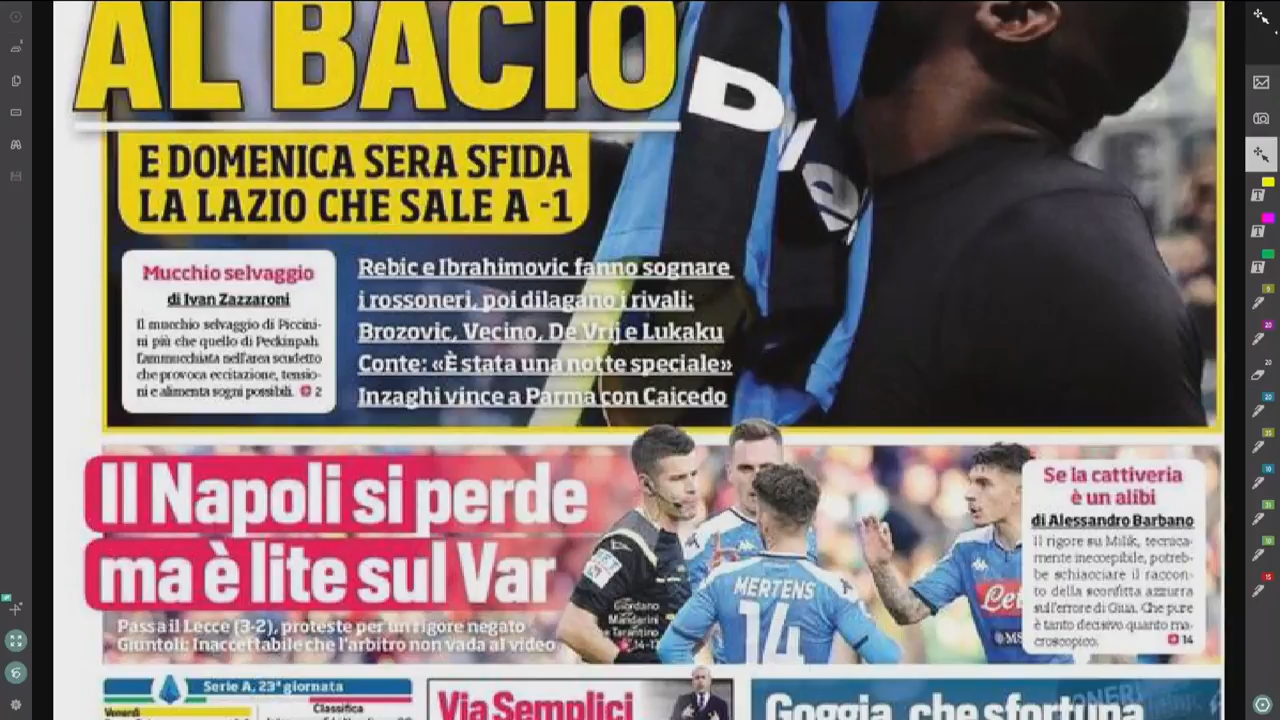 AL BACIO
E DOMENICA SERA SFIDA
LA LAZIO CHE SALE A -1
Mucchio selvaggio
di Ivan Zazzaroni
Il mucchio selvaggio di Piccini-
ni più che quello di Peckinpah.
L'ammucchiata nell'area scudetto
che provoca eccitazione, tensio-
ni e alimenta sogni possibili. 2
Rebic e Ibrahimovic fanno sognare
i rossoneri, poi dilagano i rivali:
Brozovic, Vecino, De Vrij e Lukaku
Conte: «È stata una notte speciale»
Inzaghi vince a Parma con Caicedo
Il Napoli si perde
ma è lite sul Var
Passa il Lecce (3-2), proteste per un rigore negato
Giuntoli: Inaccettabile che l'arbitro non vada al video
Giordano
Mandarini
e Tarantino
MERTENS
14
Se la cattiveria
è un alibi
di Alessandro Barbano
Il rigore su Milik, tecnica-
mente ineccepibile, potreb-
be schiacciare il raccon-
to della sconfitta azzurra
sull'errore di Giua. Che pure
è tanto decisivo quanto ma-
croscopico. 14
Serie A, 23ª giornata
Venerdì
Classifica
Via Semplici
Goggia, che sfortuna